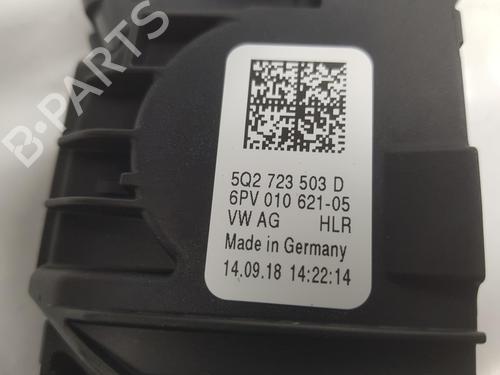 B-PARTS
5Q2 723 503 D
6PV 010 621-05
VW AG HLR
Made in Germany
14.09.18 14:22:14